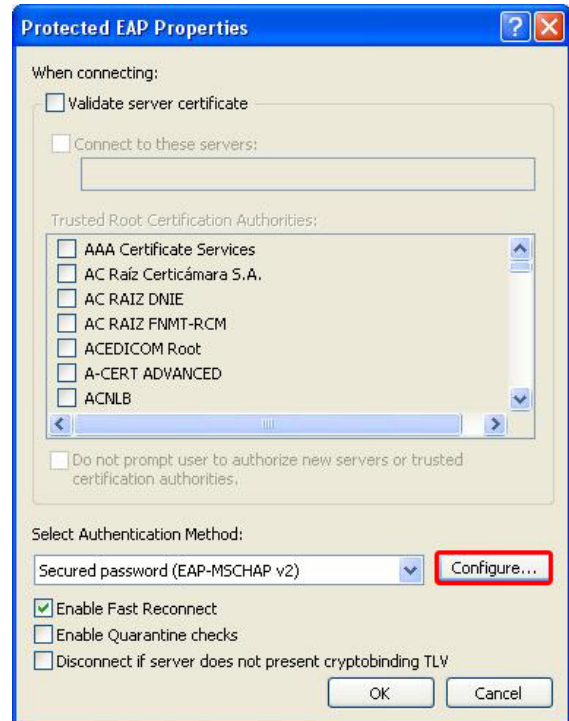 Protected EAP Properties
When connecting:
Validate server certificate
Connect to these servers:
Trusted Root Certification Authorities:
AAA Certificate Services
AC Raíz Certicámara S.A.
AC RAIZ DNIE
AC RAIZ FNMT-RCM
ACEDICOM Root
A-CERT ADVANCED
ACNLB
Do not prompt user to authorize new servers or trusted
certification authorities.
Select Authentication Method:
Secured password (EAP-MSCHAP v2) Configure...
Enable Fast Reconnect
Enable Quarantine checks
Disconnect if server does not present cryptobinding TLV
OK Cancel